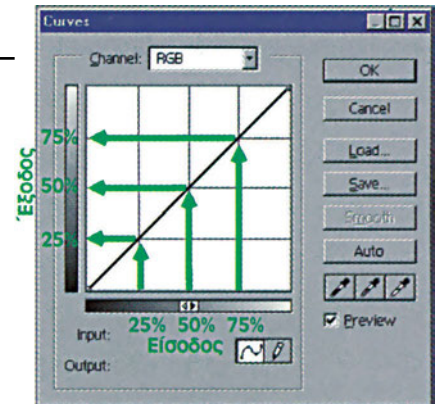 Curves
Channel: RGB
OK
Cancel
Load...
Save...
Smooth
Auto
Preview
75%
50%
25%
Έξοδος
25% 50% 75%
Είσοδος
Input:
Output: